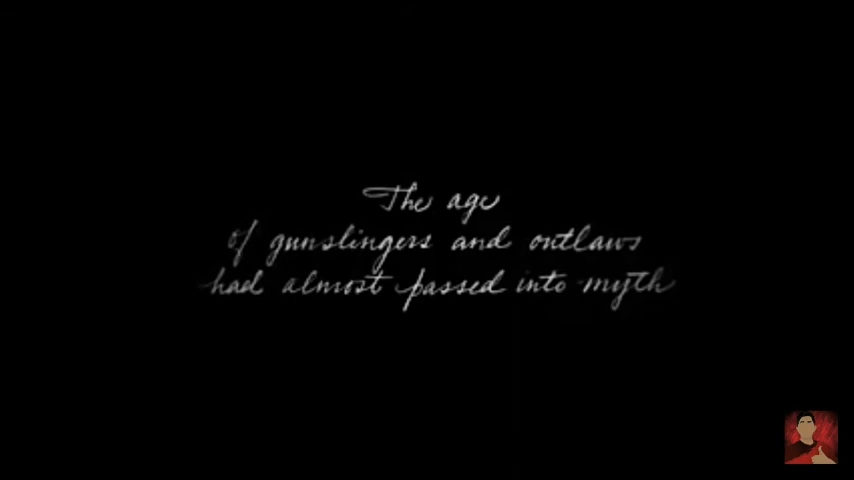 The age
of gunslingers and outlaws
had almost passed into myth